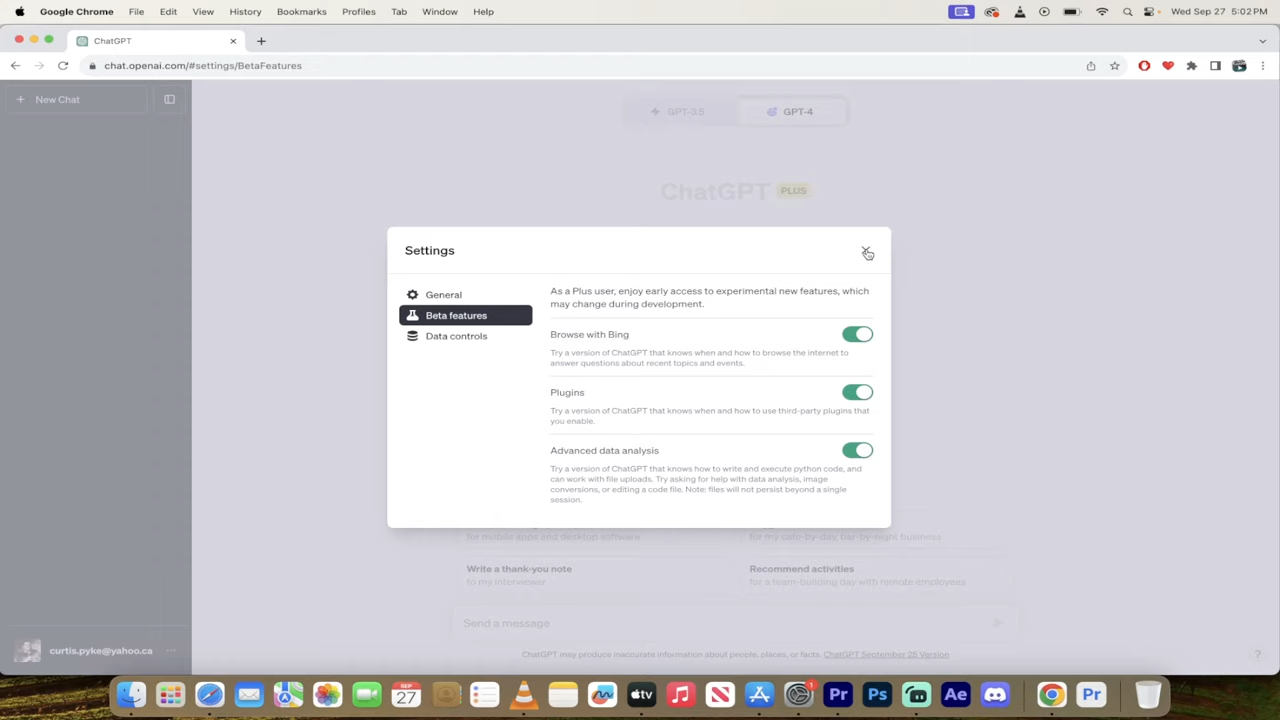 Google Chrome File Edit View History Bookmarks Profiles Tab Window Help Wed Sep 27 5:02 PM
ChatGPT
chat.openai.com/#settings/BetaFeatures
New Chat
GPT-3.5 GPT-4
ChatGPT PLUS
Settings
General
Beta features
Data controls
As a Plus user, enjoy early access to experimental new features, which
may change during development.
Browse with Bing
Try a version of ChatGPT that knows when and how to browse the internet to
answer questions about recent topics and events.
Plugins
Try a version of ChatGPT that knows when and how to use third-party plugins that
you enable.
Advanced data analysis
Try a version of ChatGPT that knows how to write and execute python code, and
can work with file uploads. Try asking for help with data analysis, image
conversions, or editing a code file. Note: files will not persist beyond a single
session.
for mobile apps and desktop software for my cafe-by-day, bar-by-night business
Write a thank-you note Recommend activities
to my interviewer for a team-building day with remote employees
Send a message
curtis.pyke@yahoo.ca
ChatGPT may produce inaccurate information about people, places, or facts. ChatGPT September 25 Version
?
SEP
27
tv
1
Pr Ps Ae Pr